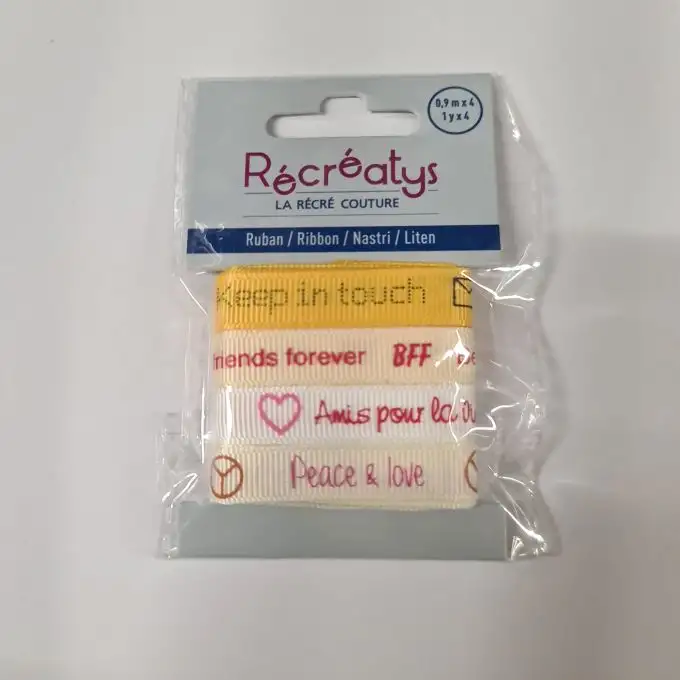 0,9 m x 4
1 y x 4
Récréatys
LA RÉCRÉ COUTURE
Ruban / Ribbon / Nastri / Liten
Keep in touch
riends forever BFF
Amis pour la
Peace & love